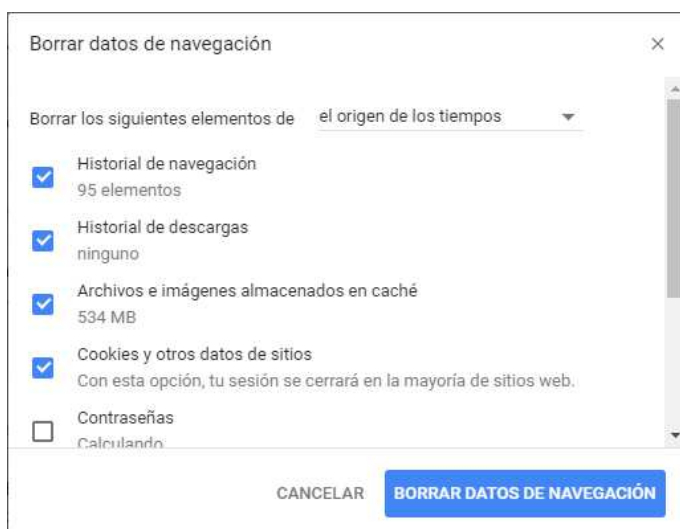 Borrar datos de navegación
Borrar los siguientes elementos de el origen de los tiempos
Historial de navegación
95 elementos
Historial de descargas
ninguno
Archivos e imágenes almacenados en caché
534 MB
Cookies y otros datos de sitios
Con esta opción, tu sesión se cerrará en la mayoría de sitios web.
Contraseñas
Calculando
CANCELAR BORRAR DATOS DE NAVEGACIÓN